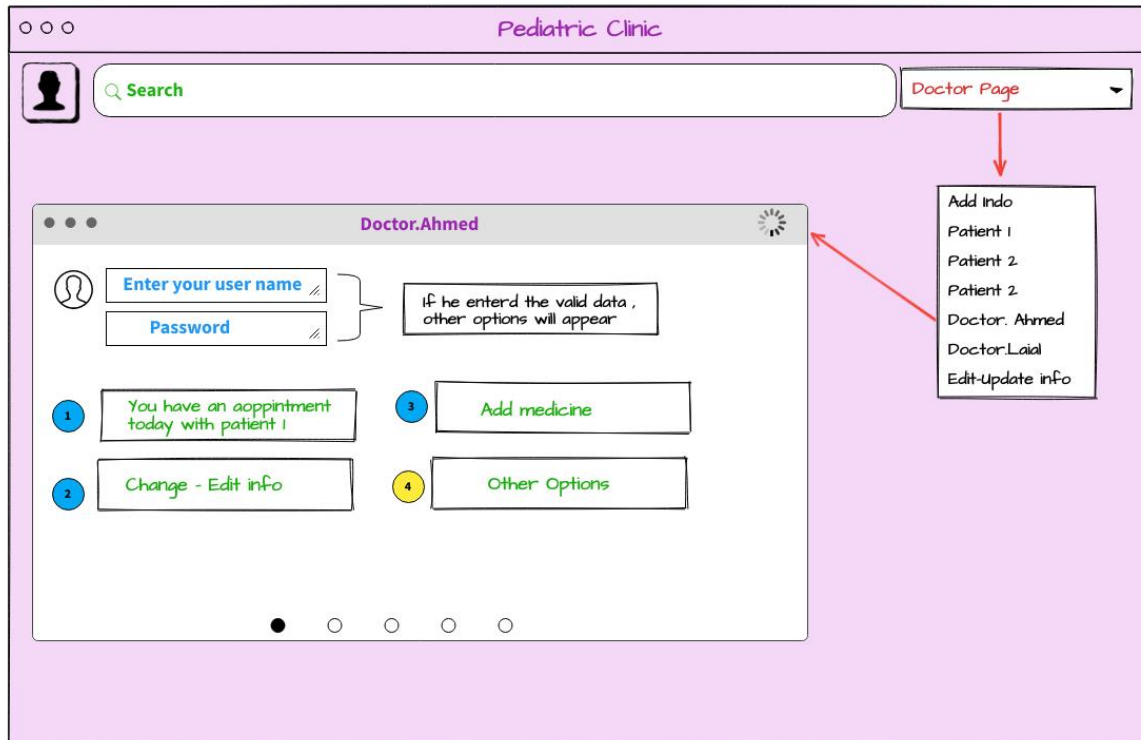 Pediatric Clinic
Search
Doctor Page
Add Indo
Patient 1
Patient 2
Patient 2
Doctor. Ahmed
Doctor.Laial
Edit-Update info
Doctor.Ahmed
Enter your user name
Password
If he enterd the valid data ,
other options will appear
1
You have an aoppintment
today with patient 1
3
Add medicine
2
Change - Edit info
4
Other Options